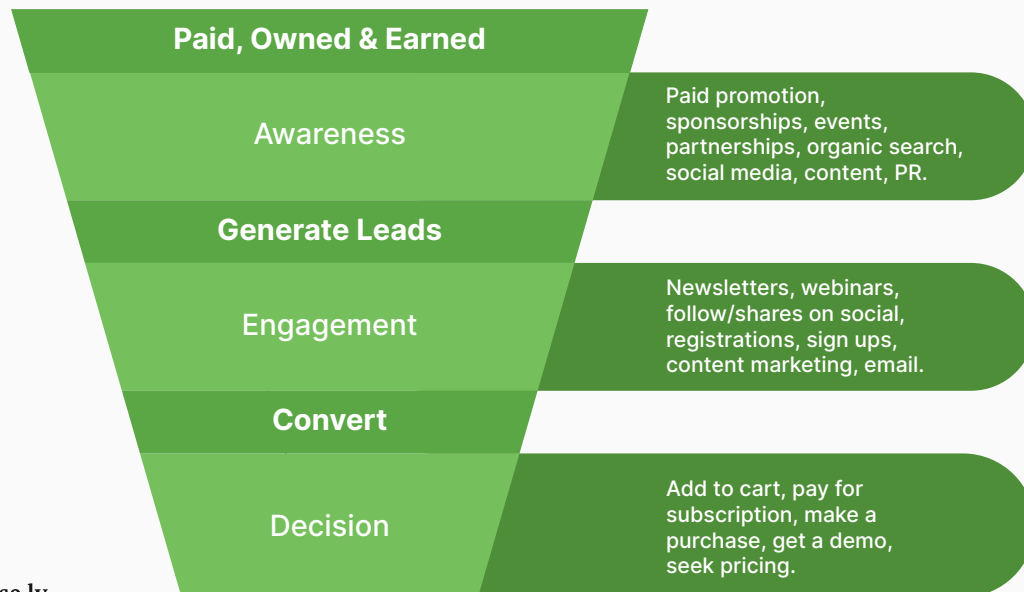 Paid, Owned & Earned
Awareness
Paid promotion,
sponsorships, events,
partnerships, organic search,
social media, content, PR.
Generate Leads
Engagement
Newsletters, webinars,
follow/shares on social,
registrations, sign ups,
content marketing, email.
Convert
Decision
Add to cart, pay for
subscription, make a
purchase, get a demo,
seek pricing.